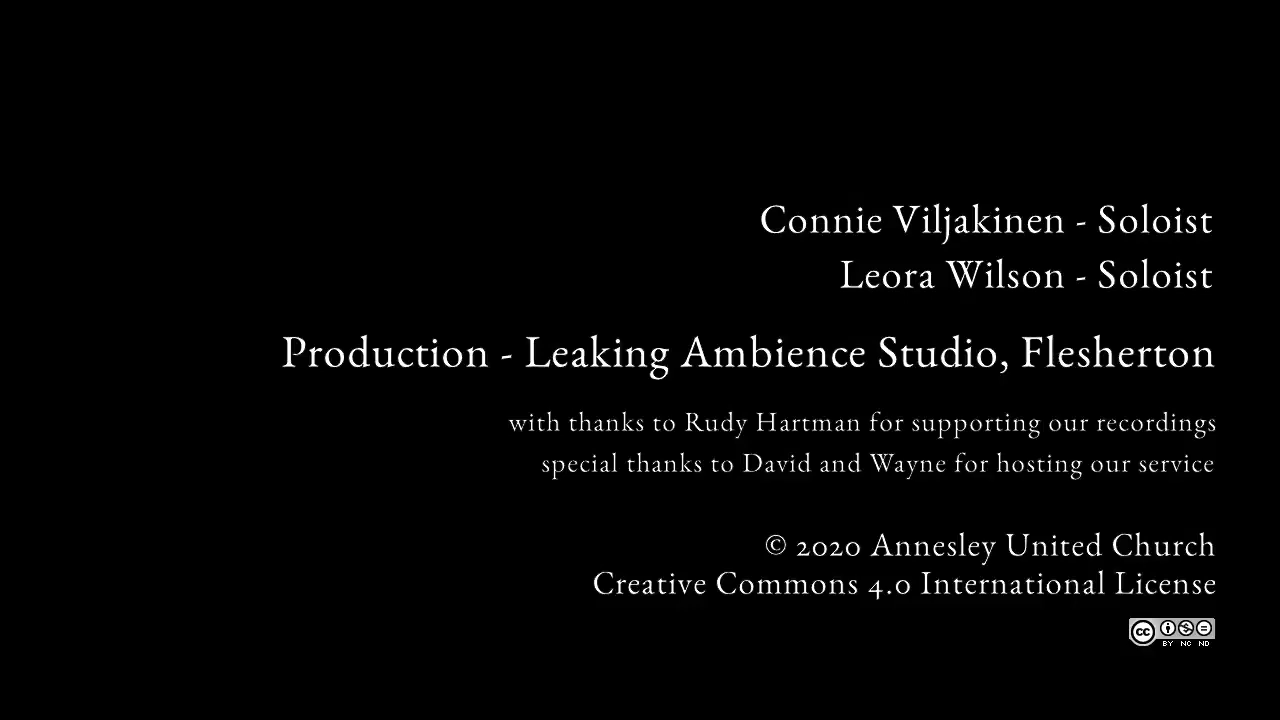 Connie Viljakinen - Soloist
Leora Wilson - Soloist
Production - Leaking Ambience Studio, Flesherton
with thanks to Rudy Hartman for supporting our recordings
special thanks to David and Wayne for hosting our service
© 2020 Annesley United Church
Creative Commons 4.0 International License
cc
BY NC ND